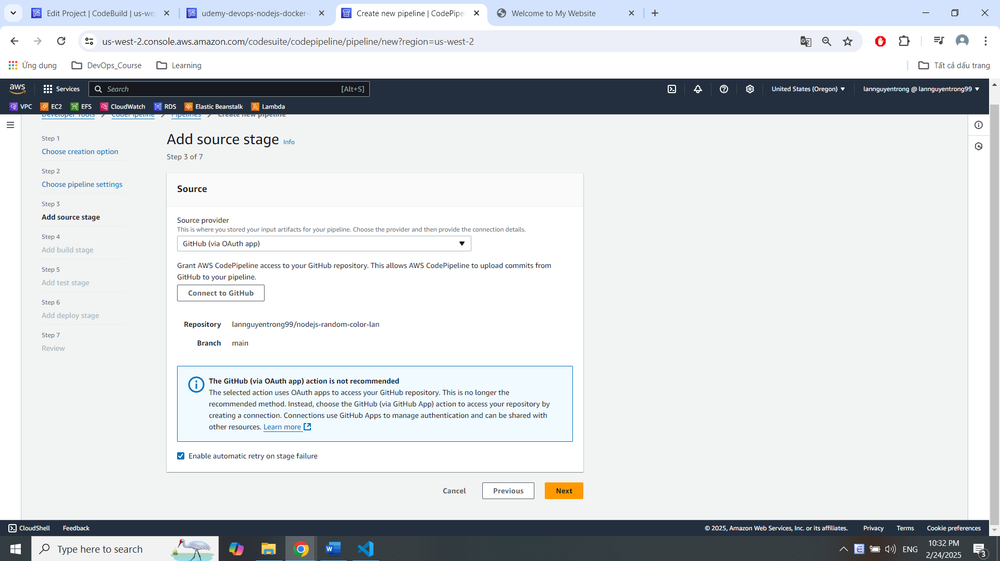 Edit Project | CodeBuild | us-we
udemy-devops-nodejs-docker-
Create new pipeline | CodePipel
Welcome to My Website
us-west-2.console.aws.amazon.com/codesuite/codepipeline/pipeline/new?region=us-west-2
Ứng dụng
DevOps_Course
Learning
Tất cả dấu trang
aws
Services
Search
[Alt+S]
United States (Oregon)
lannguyentrong @ lannguyentrong99
VPC
EC2
EFS
CloudWatch
RDS
Elastic Beanstalk
Lambda
Developer Tools
CodePipeline
Pipelines
Create new pipeline
Step 1
Choose creation option
Step 2
Choose pipeline settings
Step 3
Add source stage
Step 4
Add build stage
Step 5
Add test stage
Step 6
Add deploy stage
Step 7
Review
Add source stage Info
Step 3 of 7
Source
Source provider
This is where you stored your input artifacts for your pipeline. Choose the provider and then provide the connection details.
GitHub (via OAuth app)
Grant AWS CodePipeline access to your GitHub repository. This allows AWS CodePipeline to upload commits from
GitHub to your pipeline.
Connect to GitHub
Repository lannguyentrong99/nodejs-random-color-lan
Branch main
The GitHub (via OAuth app) action is not recommended
The selected action uses OAuth apps to access your GitHub repository. This is no longer the
recommended method. Instead, choose the GitHub (via GitHub App) action to access your repository by
creating a connection. Connections use GitHub Apps to manage authentication and can be shared with
other resources. Learn more
Enable automatic retry on stage failure
Cancel
Previous
Next
CloudShell
Feedback
© 2025, Amazon Web Services, Inc. or its affiliates.
Privacy
Terms
Cookie preferences
Type here to search
ENG
10:32 PM
2/24/2025
3